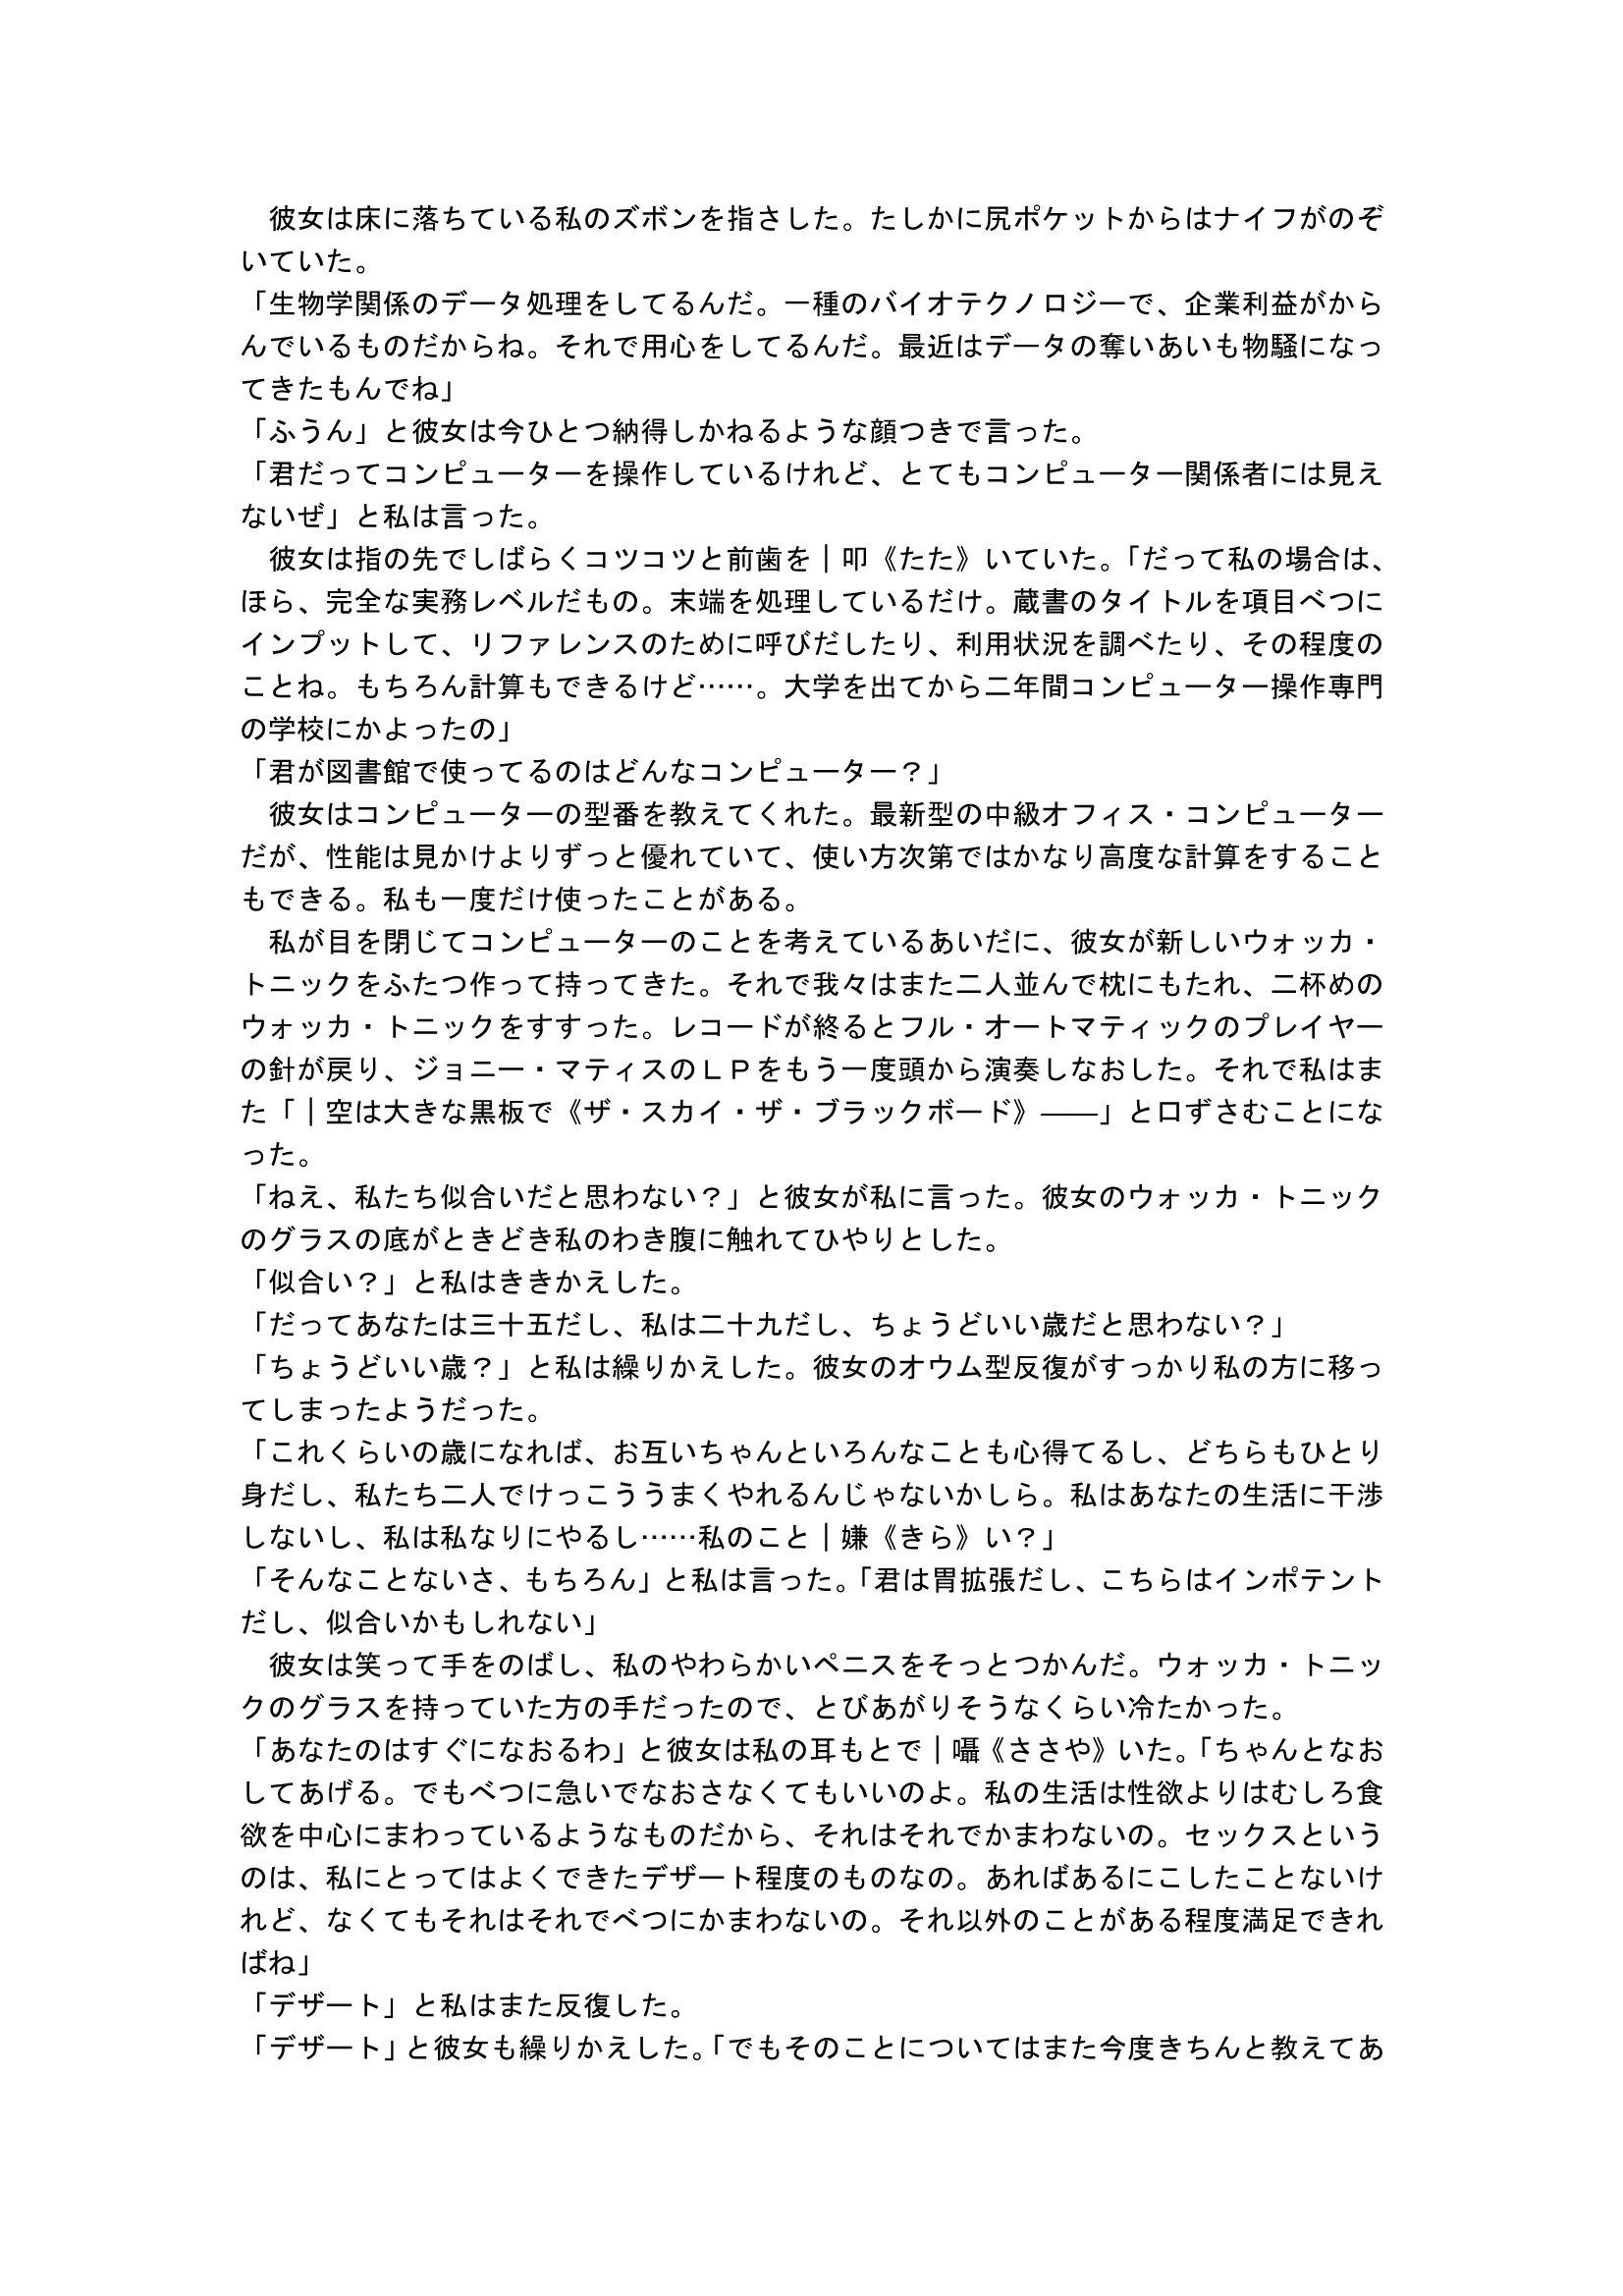 彼女は床に落ちている私のズボンを指さした。たしかに尻ポケットからはナイフがのぞ
いていた。
「生物学関係のデータ処理をしてるんだ。一種のバイオテクノロジーで、企業利益がから
んでいるものだからね。それで用心をしてるんだ。最近はデータの奪いあいも物騒になっ
てきたもんでね」
「ふうん」と彼女は今ひとつ納得しかねるような顔つきで言った。
「君だってコンピューターを操作しているけれど、とてもコンピューター関係者には見え
ないぜ」と私は言った。
　彼女は指の先でしばらくコツコツと前歯を｜叩《たた》いていた。「だって私の場合は、
ほら、完全な実務レベルだもの。末端を処理しているだけ。蔵書のタイトルを項目べつに
インプットして、リファレンスのために呼びだしたり、利用状況を調べたり、その程度の
ことね。もちろん計算もできるけど……。大学を出てから二年間コンピューター操作専門
の学校にかよったの」
「君が図書館で使ってるのはどんなコンピューター？」
　彼女はコンピューターの型番を教えてくれた。最新型の中級オフィス・コンピューター
だが、性能は見かけよりずっと優れていて、使い方次第ではかなり高度な計算をすること
もできる。私も一度だけ使ったことがある。
　私が目を閉じてコンピューターのことを考えているあいだに、彼女が新しいウォッカ・
トニックをふたつ作って持ってきた。それで我々はまた二人並んで枕にもたれ、二杯めの
ウォッカ・トニックをすすった。レコードが終るとフル・オートマティックのプレイヤー
の針が戻り、ジョニー・マティスのＬＰをもう一度頭から演奏しなおした。それで私はま
た「｜空は大きな黒板で《ザ・スカイ・ザ・ブラックボード》――」と口ずさむことにな
った。
「ねえ、私たち似合いだと思わない？」と彼女が私に言った。彼女のウォッカ・トニック
のグラスの底がときどき私のわき腹に触れてひやりとした。
「似合い？」と私はききかえした。
「だってあなたは三十五だし、私は二十九だし、ちょうどいい歳だと思わない？」
「ちょうどいい歳？」と私は繰りかえした。彼女のオウム型反復がすっかり私の方に移っ
てしまったようだった。
「これくらいの歳になれば、お互いちゃんといろんなことも心得てるし、どちらもひとり
身だし、私たち二人でけっこううまくやれるんじゃないかしら。私はあなたの生活に干渉
しないし、私は私なりにやるし……私のこと｜嫌《きら》い？」
「そんなことないさ、もちろん」と私は言った。「君は胃拡張だし、こちらはインポテント
だし、似合いかもしれない」
　彼女は笑って手をのばし、私のやわらかいペニスをそっとつかんだ。ウォッカ・トニッ
クのグラスを持っていた方の手だったので、とびあがりそうなくらい冷たかった。
「あなたのはすぐになおるわ」と彼女は私の耳もとで｜囁《ささや》いた。「ちゃんとなお
してあげる。でもべつに急いでなおさなくてもいいのよ。私の生活は性欲よりはむしろ食
欲を中心にまわっているようなものだから、それはそれでかまわないの。セックスという
のは、私にとってはよくできたデザート程度のものなの。あればあるにこしたことないけ
れど、なくてもそれはそれでべつにかまわないの。それ以外のことがある程度満足できれ
ばね」
「デザート」と私はまた反復した。
「デザート」と彼女も繰りかえした。「でもそのことについてはまた今度きちんと教えてあ